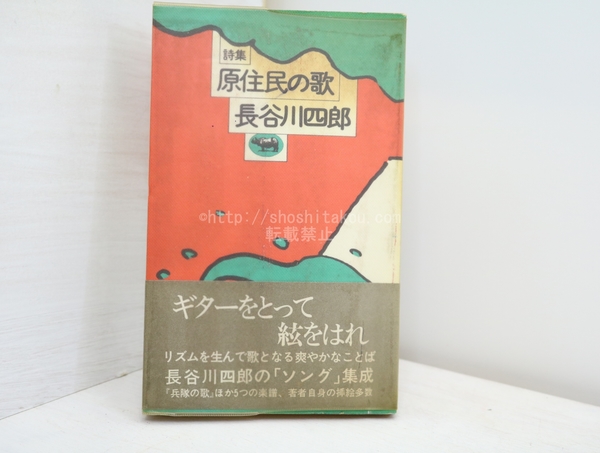 詩集
原住民の歌
長谷川四郎
©http://shoshitakou.com
転載禁止
ギターをとって
絃をはれ
リズムを生んで歌となる爽やかなことば
長谷川四郎の「ソング」集成
『兵隊の歌』ほか5つの楽譜、著者自身の挿絵多数